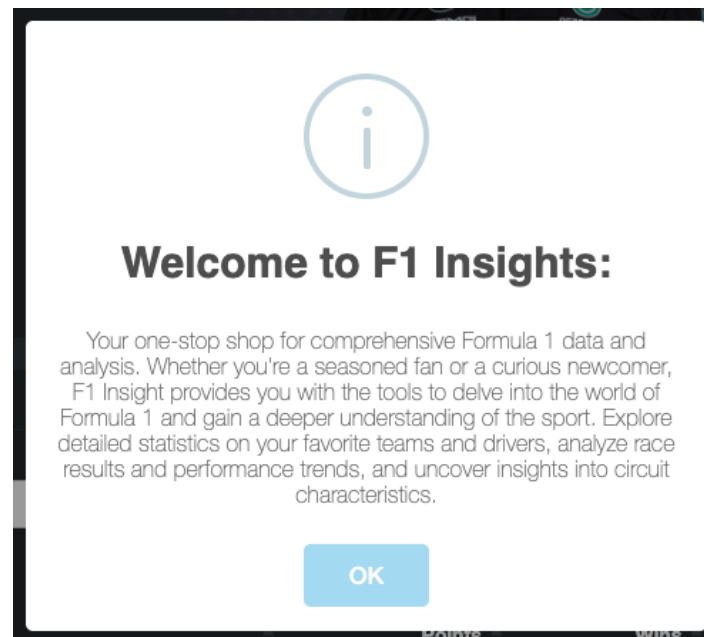 Welcome to F1 Insights:
Your one-stop shop for comprehensive Formula 1 data and
analysis. Whether you're a seasoned fan or a curious newcomer,
F1 Insight provides you with the tools to delve into the world of
Formula 1 and gain a deeper understanding of the sport. Explore
detailed statistics on your favorite teams and drivers, analyze race
results and performance trends, and uncover insights into circuit
characteristics.
OK
Points Wins